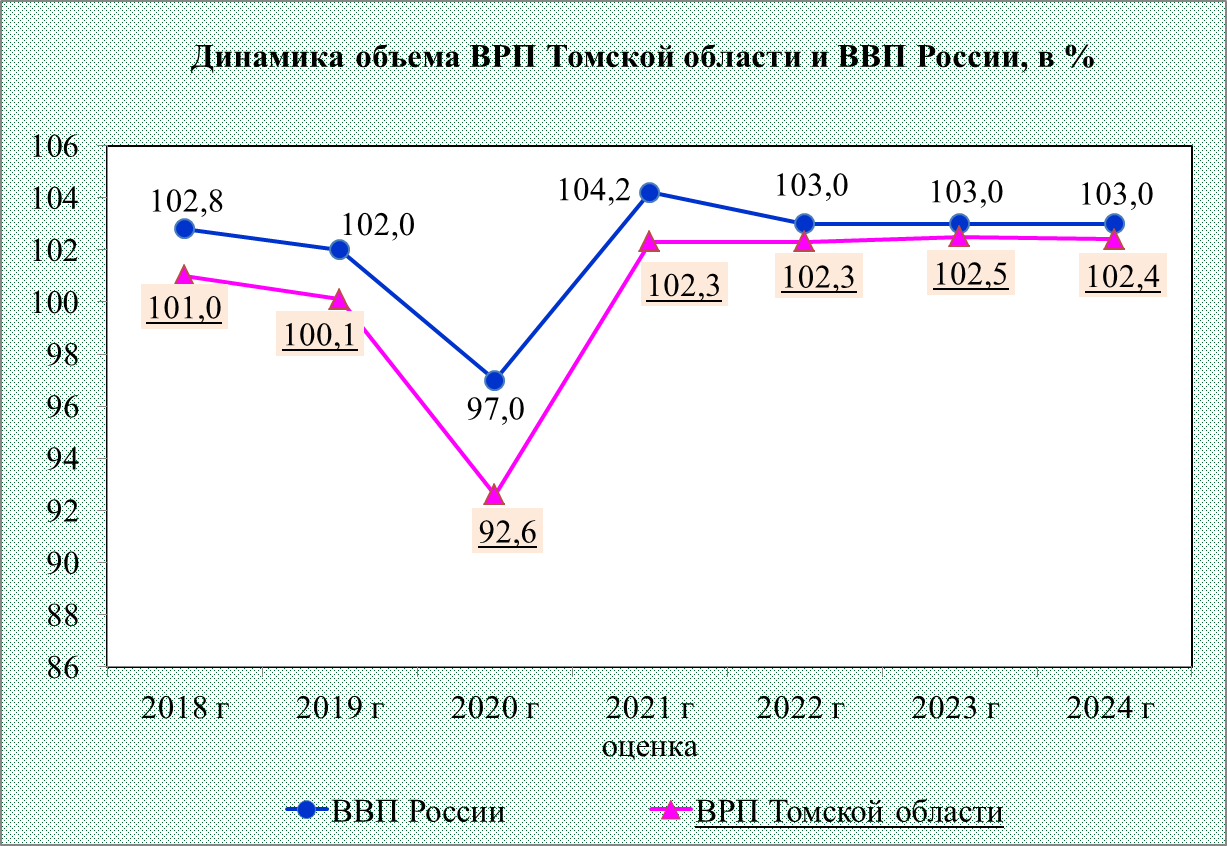 Динамика объема ВРП Томской области и ВВП России, в %
106
104
102
100
98
96
94
92
90
88
86
102,8
102,0
97,0
104,2
103,0
103,0
103,0
101,0
100,1
92,6
102,3
102,3
102,5
102,4
2018 г
2019 г
2020 г
2021 г
оценка
2022 г
2023 г
2024 г
ВВП России
ВРП Томской области